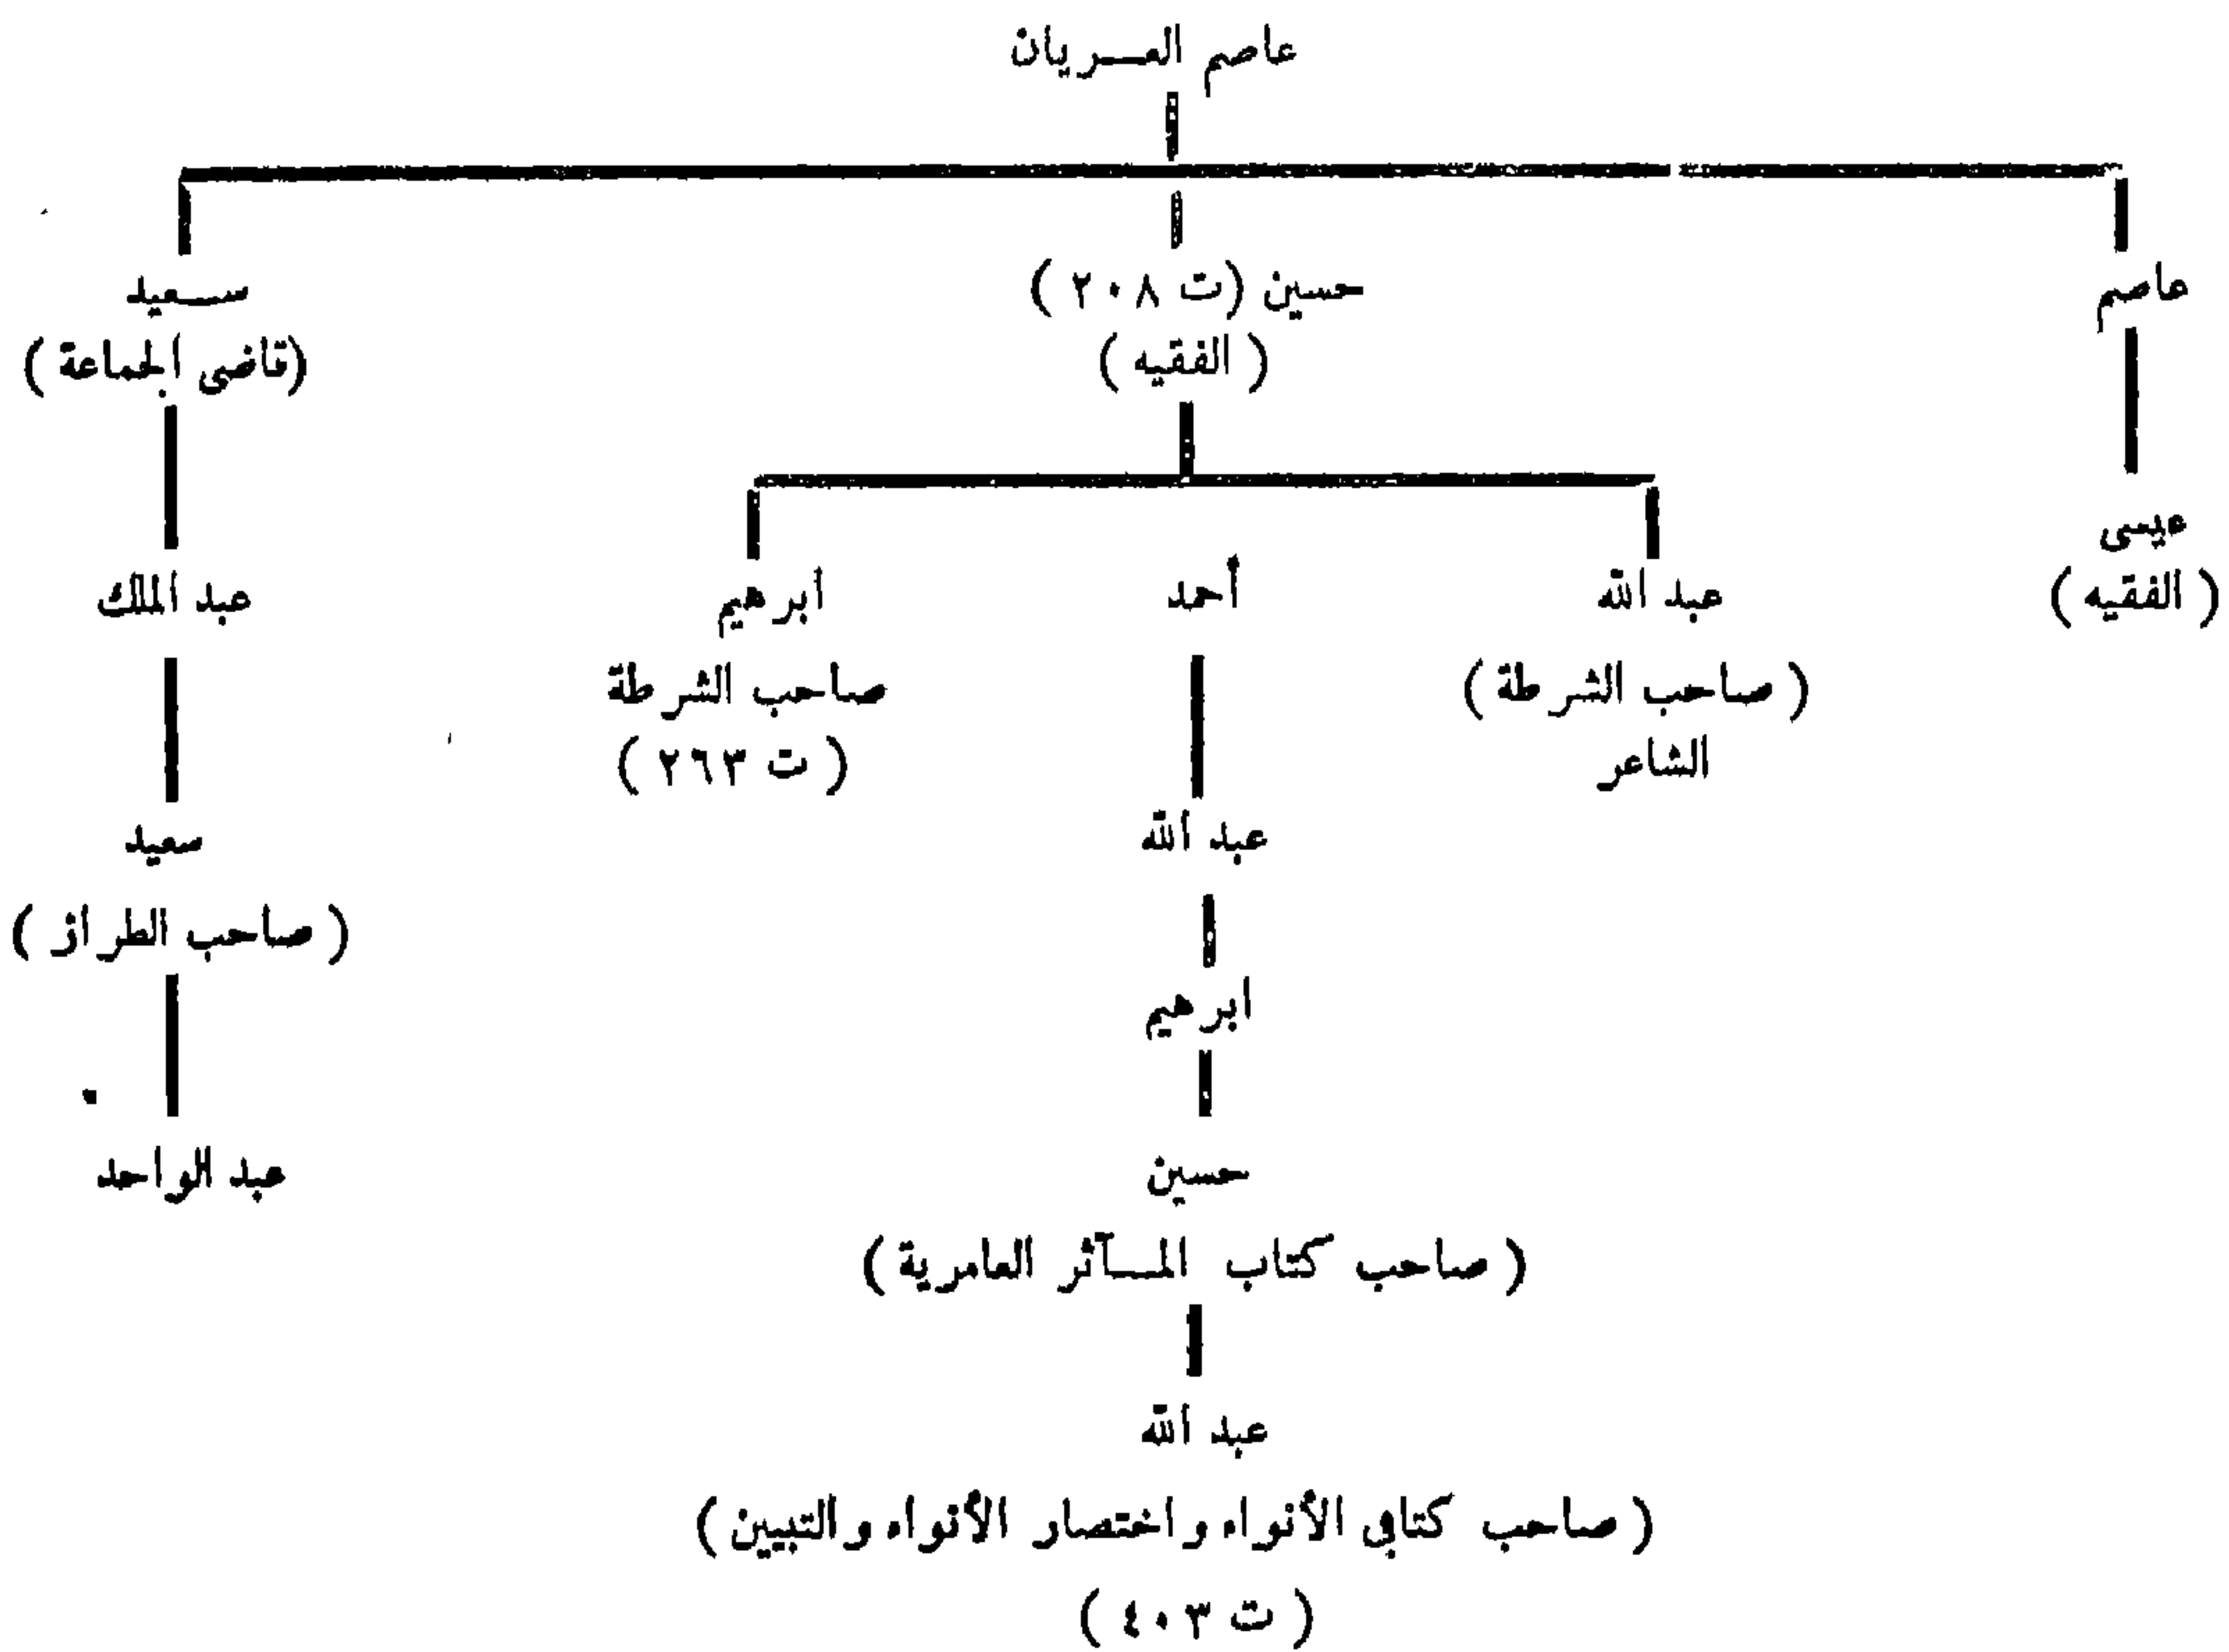 عاصم العريان
عاصم
حسين (ت ٢٠٨)
سعيد
(الفقيه)
(قاضى الجماعة)
عيسى
(الفقيه)
عبد الله
أحمد
ابرهيم
عبد الملك
(صاحب الشرطة)
صاحب الشرطة
الشاعر
(ت ٢٦٣)
عبد الله
سعيد
(صاحب الطراز)
ابرهيم
حسين
عبد الواحد
(صاحب كتاب المآثر العامرية)
عبد الله
(صاحب كتابى الأنواء واختصار الأنواء والتبيين)
(ت ٤٠٣)